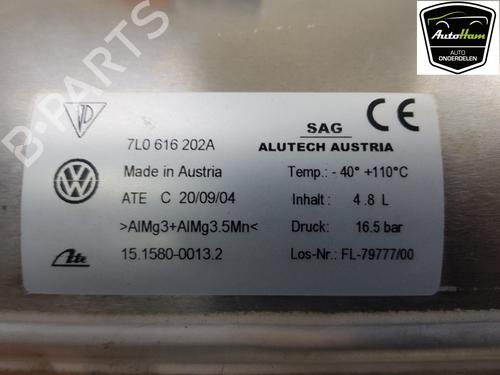 AutoHam
AUTO
ONDERDELEN
B-PARTS
7L0 616 202A
SAG
CE
ALUTECH AUSTRIA
Made in Austria
Temp.: - 40° +110°C
ATE C 20/09/04
Inhalt : 4.8 L
>AlMg3+AlMg3.5Mn<
Druck: 16.5 bar
Ate
15.1580-0013.2
Los-Nr.: FL-79777/00